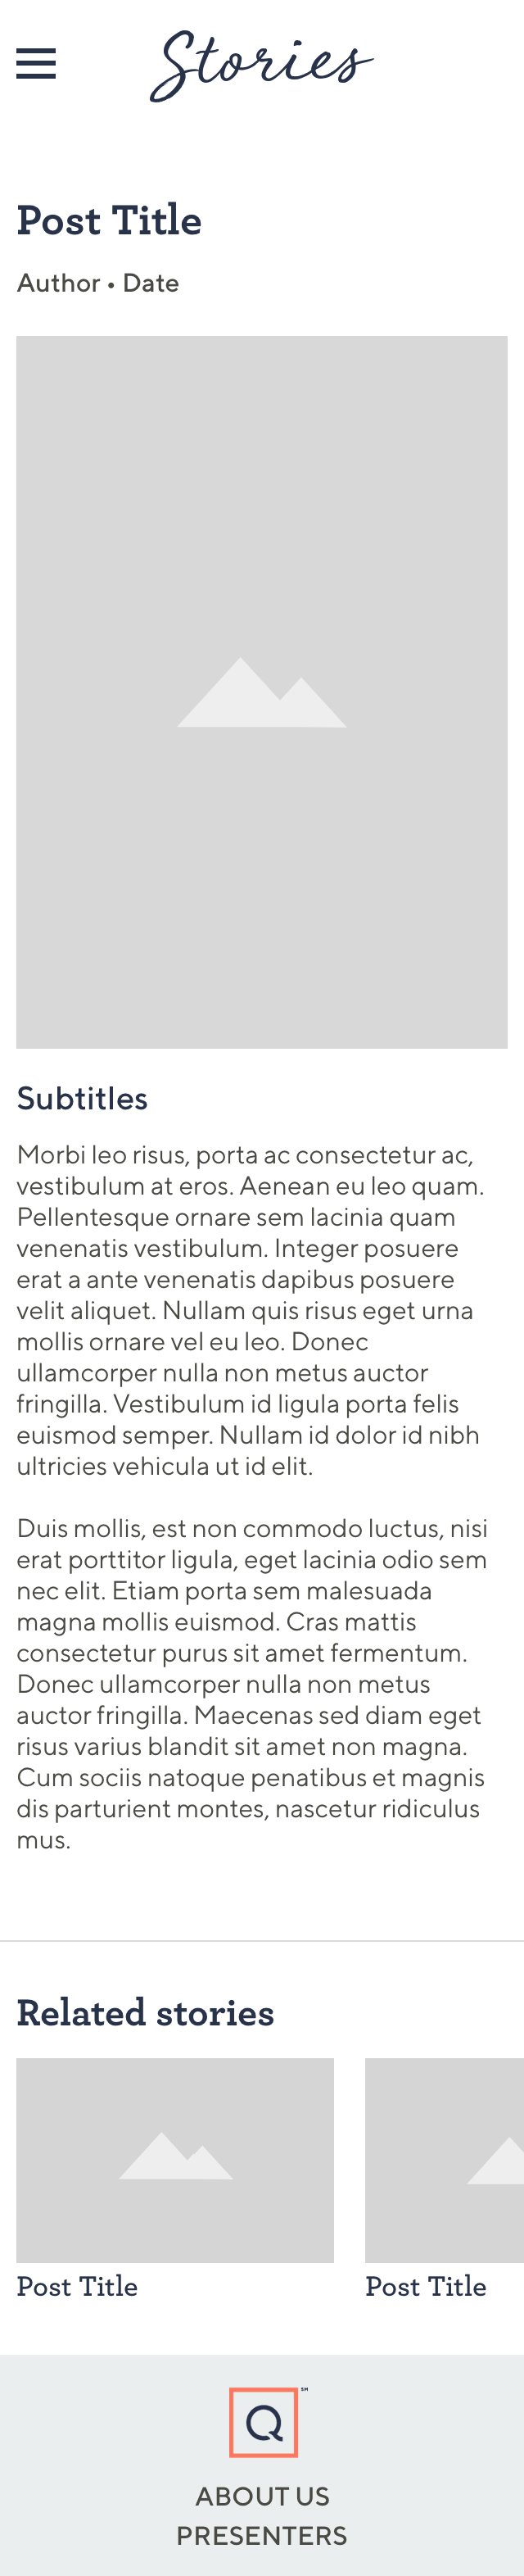 Stories
Post Title
Author • Date
Subtitles
Morbi leo risus, porta ac consectetur ac,
vestibulum at eros. Aenean eu leo quam.
Pellentesque ornare sem lacinia quam
venenatis vestibulum. Integer posuere
erat a ante venenatis dapibus posuere
velit aliquet. Nullam quis risus eget urna
mollis ornare vel eu leo. Donec
ullamcorper nulla non metus auctor
fringilla. Vestibulum id ligula porta felis
euismod semper. Nullam id dolor id nibh
ultricies vehicula ut id elit.
Duis mollis, est non commodo luctus, nisi
erat porttitor ligula, eget lacinia odio sem
nec elit. Etiam porta sem malesuada
magna mollis euismod. Cras mattis
consectetur purus sit amet fermentum.
Donec ullamcorper nulla non metus
auctor fringilla. Maecenas sed diam eget
risus varius blandit sit amet non magna.
Cum sociis natoque penatibus et magnis
dis parturient montes, nascetur ridiculus
mus.
Related stories
Post Title
Post Title
Q℠
ABOUT US
PRESENTERS